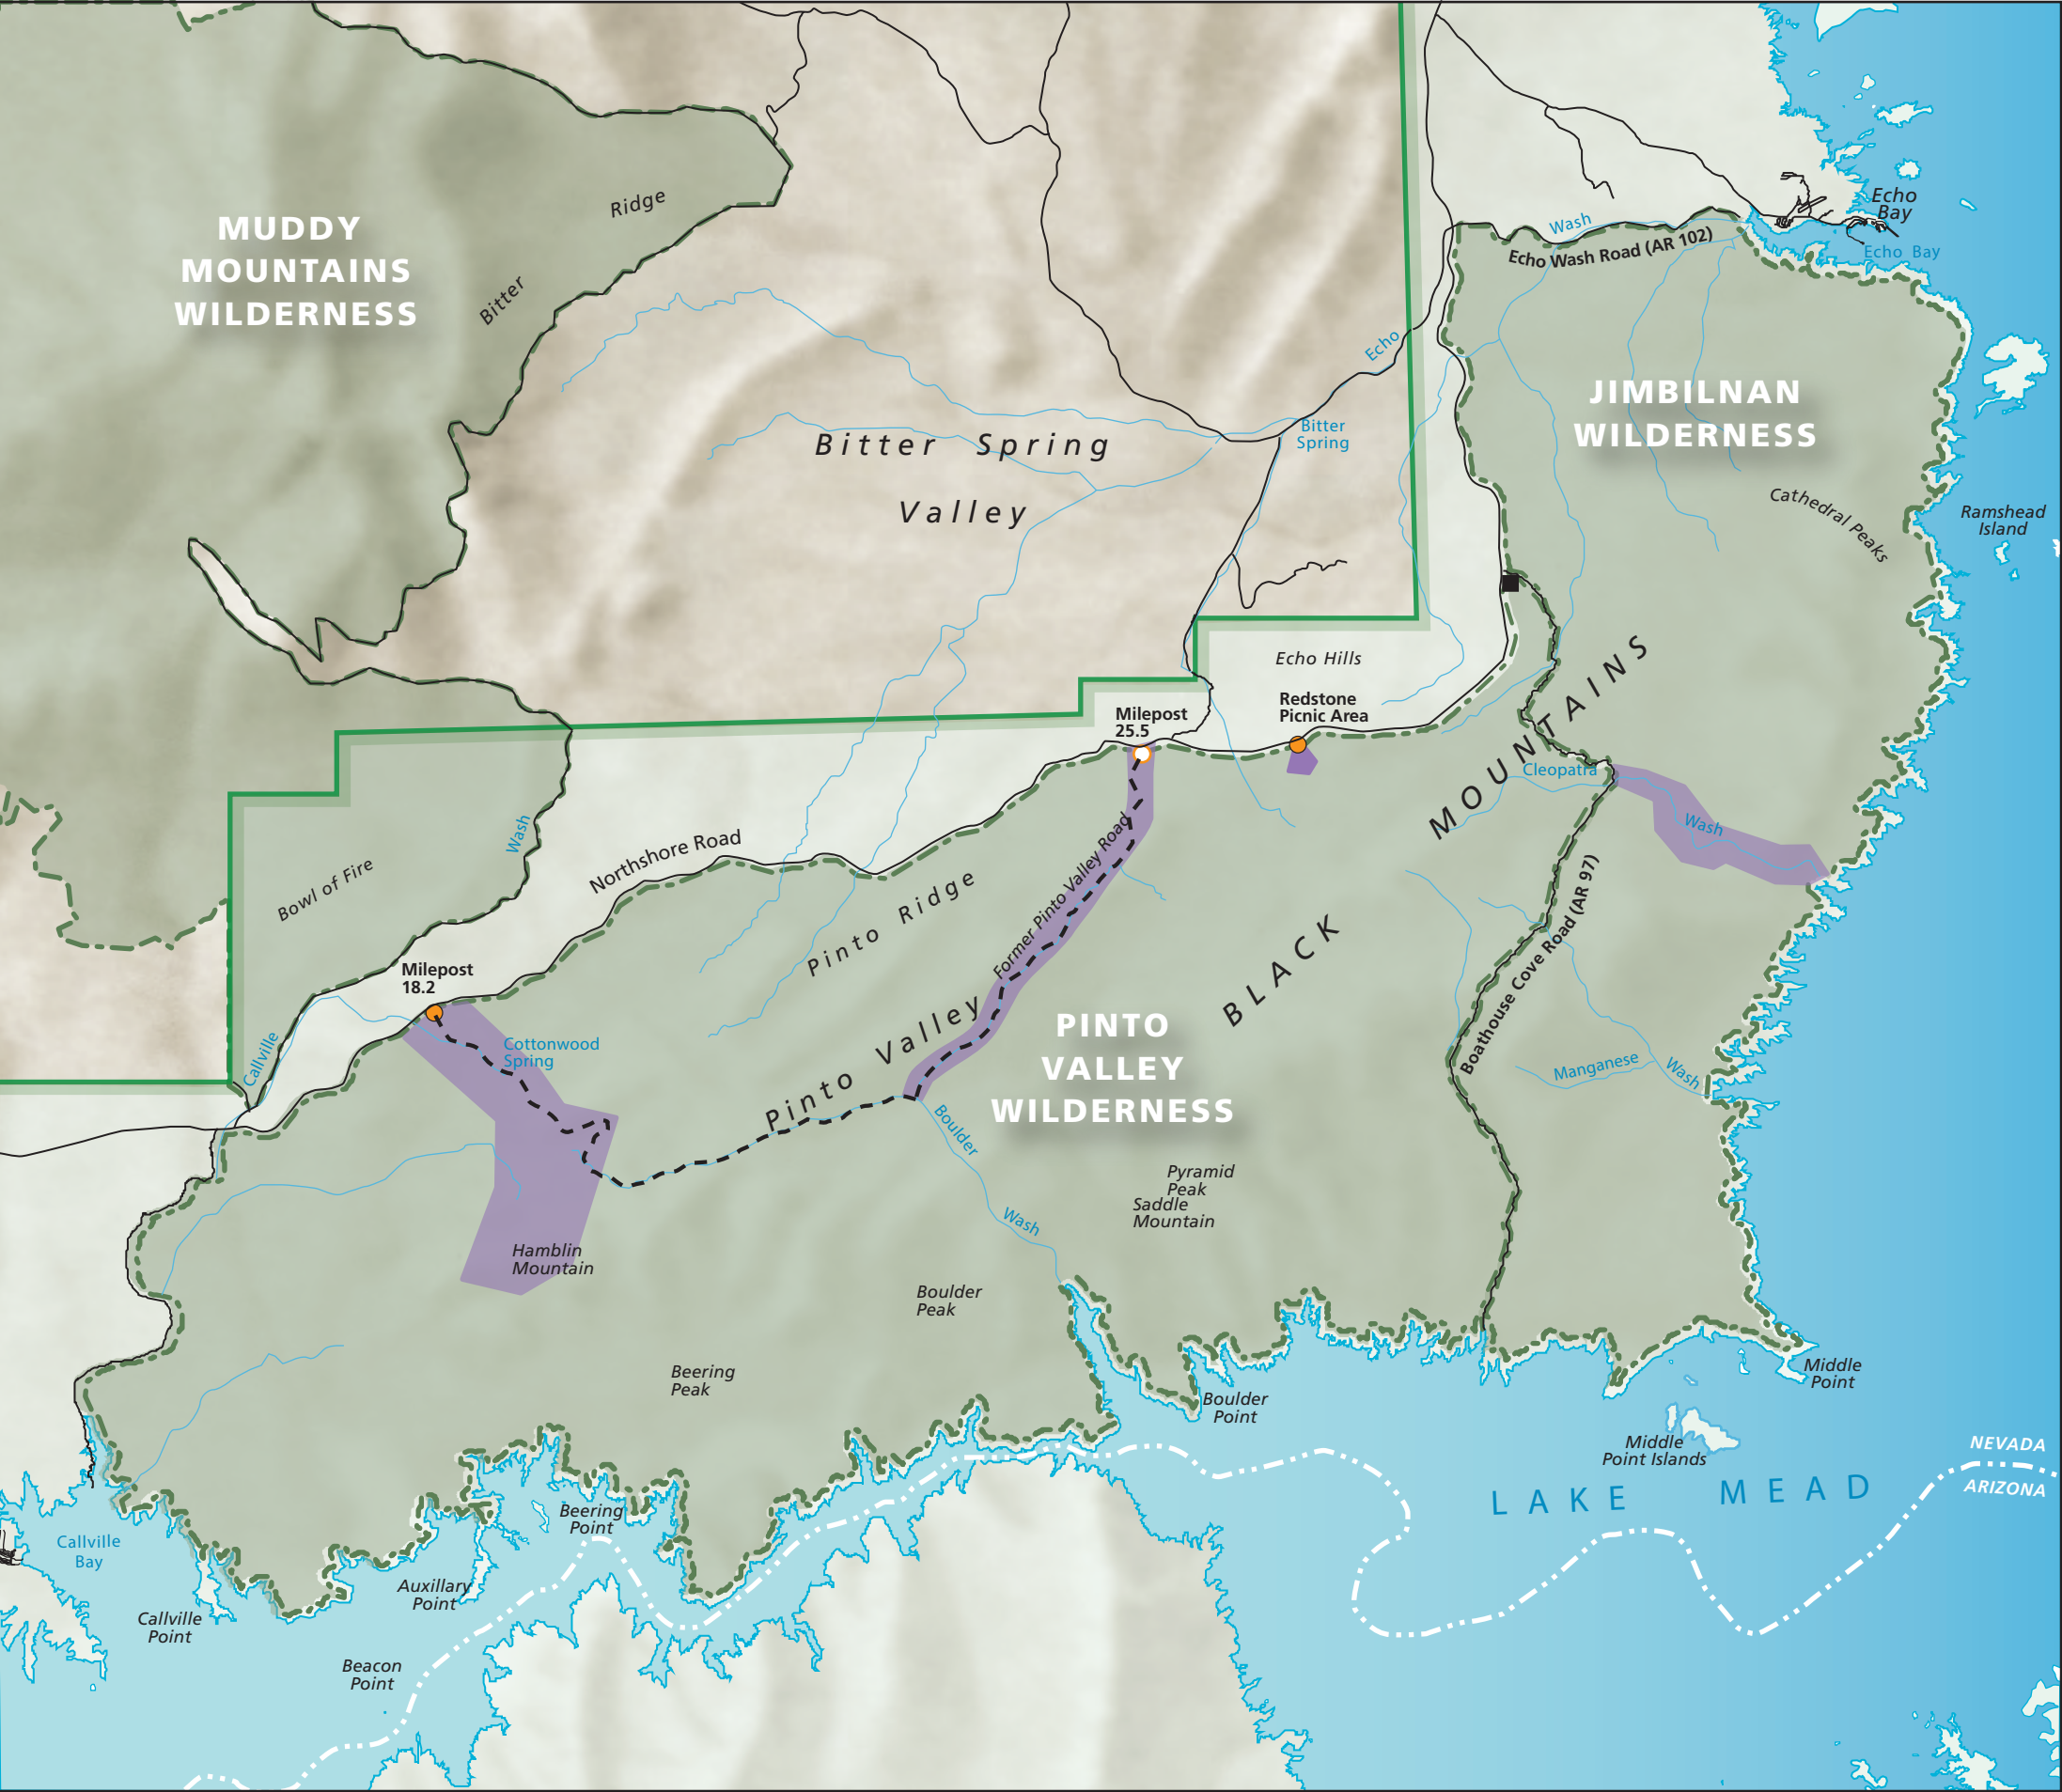 MUDDY
MOUNTAINS
WILDERNESS
Bitter
Ridge
Bitter Spring
Valley
Echo
Bitter
Spring
Wash
Echo Wash Road (AR 102)
Echo
Bay
Echo Bay
JIMBILNAN
WILDERNESS
Cathedral Peaks
Ramshead
Island
Echo Hills
Redstone
Picnic Area
Milepost
25.5
BLACK
MOUNTAINS
Cleopatra
Wash
Northshore Road
Wash
Bowl of Fire
Callville
Milepost
18.2
Cottonwood
Spring
Pinto Ridge
Pinto Valley
Former Pinto Valley Road
Boathouse Cove Road (AR 97)
Manganese
Wash
PINTO
VALLEY
WILDERNESS
Boulder
Wash
Pyramid
Peak
Saddle
Mountain
Hamblin
Mountain
Boulder
Peak
Beering
Peak
Boulder
Point
Middle
Point
Middle
Point Islands
NEVADA
ARIZONA
LAKE MEAD
Beering
Point
Callville
Bay
Auxillary
Point
Callville
Point
Beacon
Point